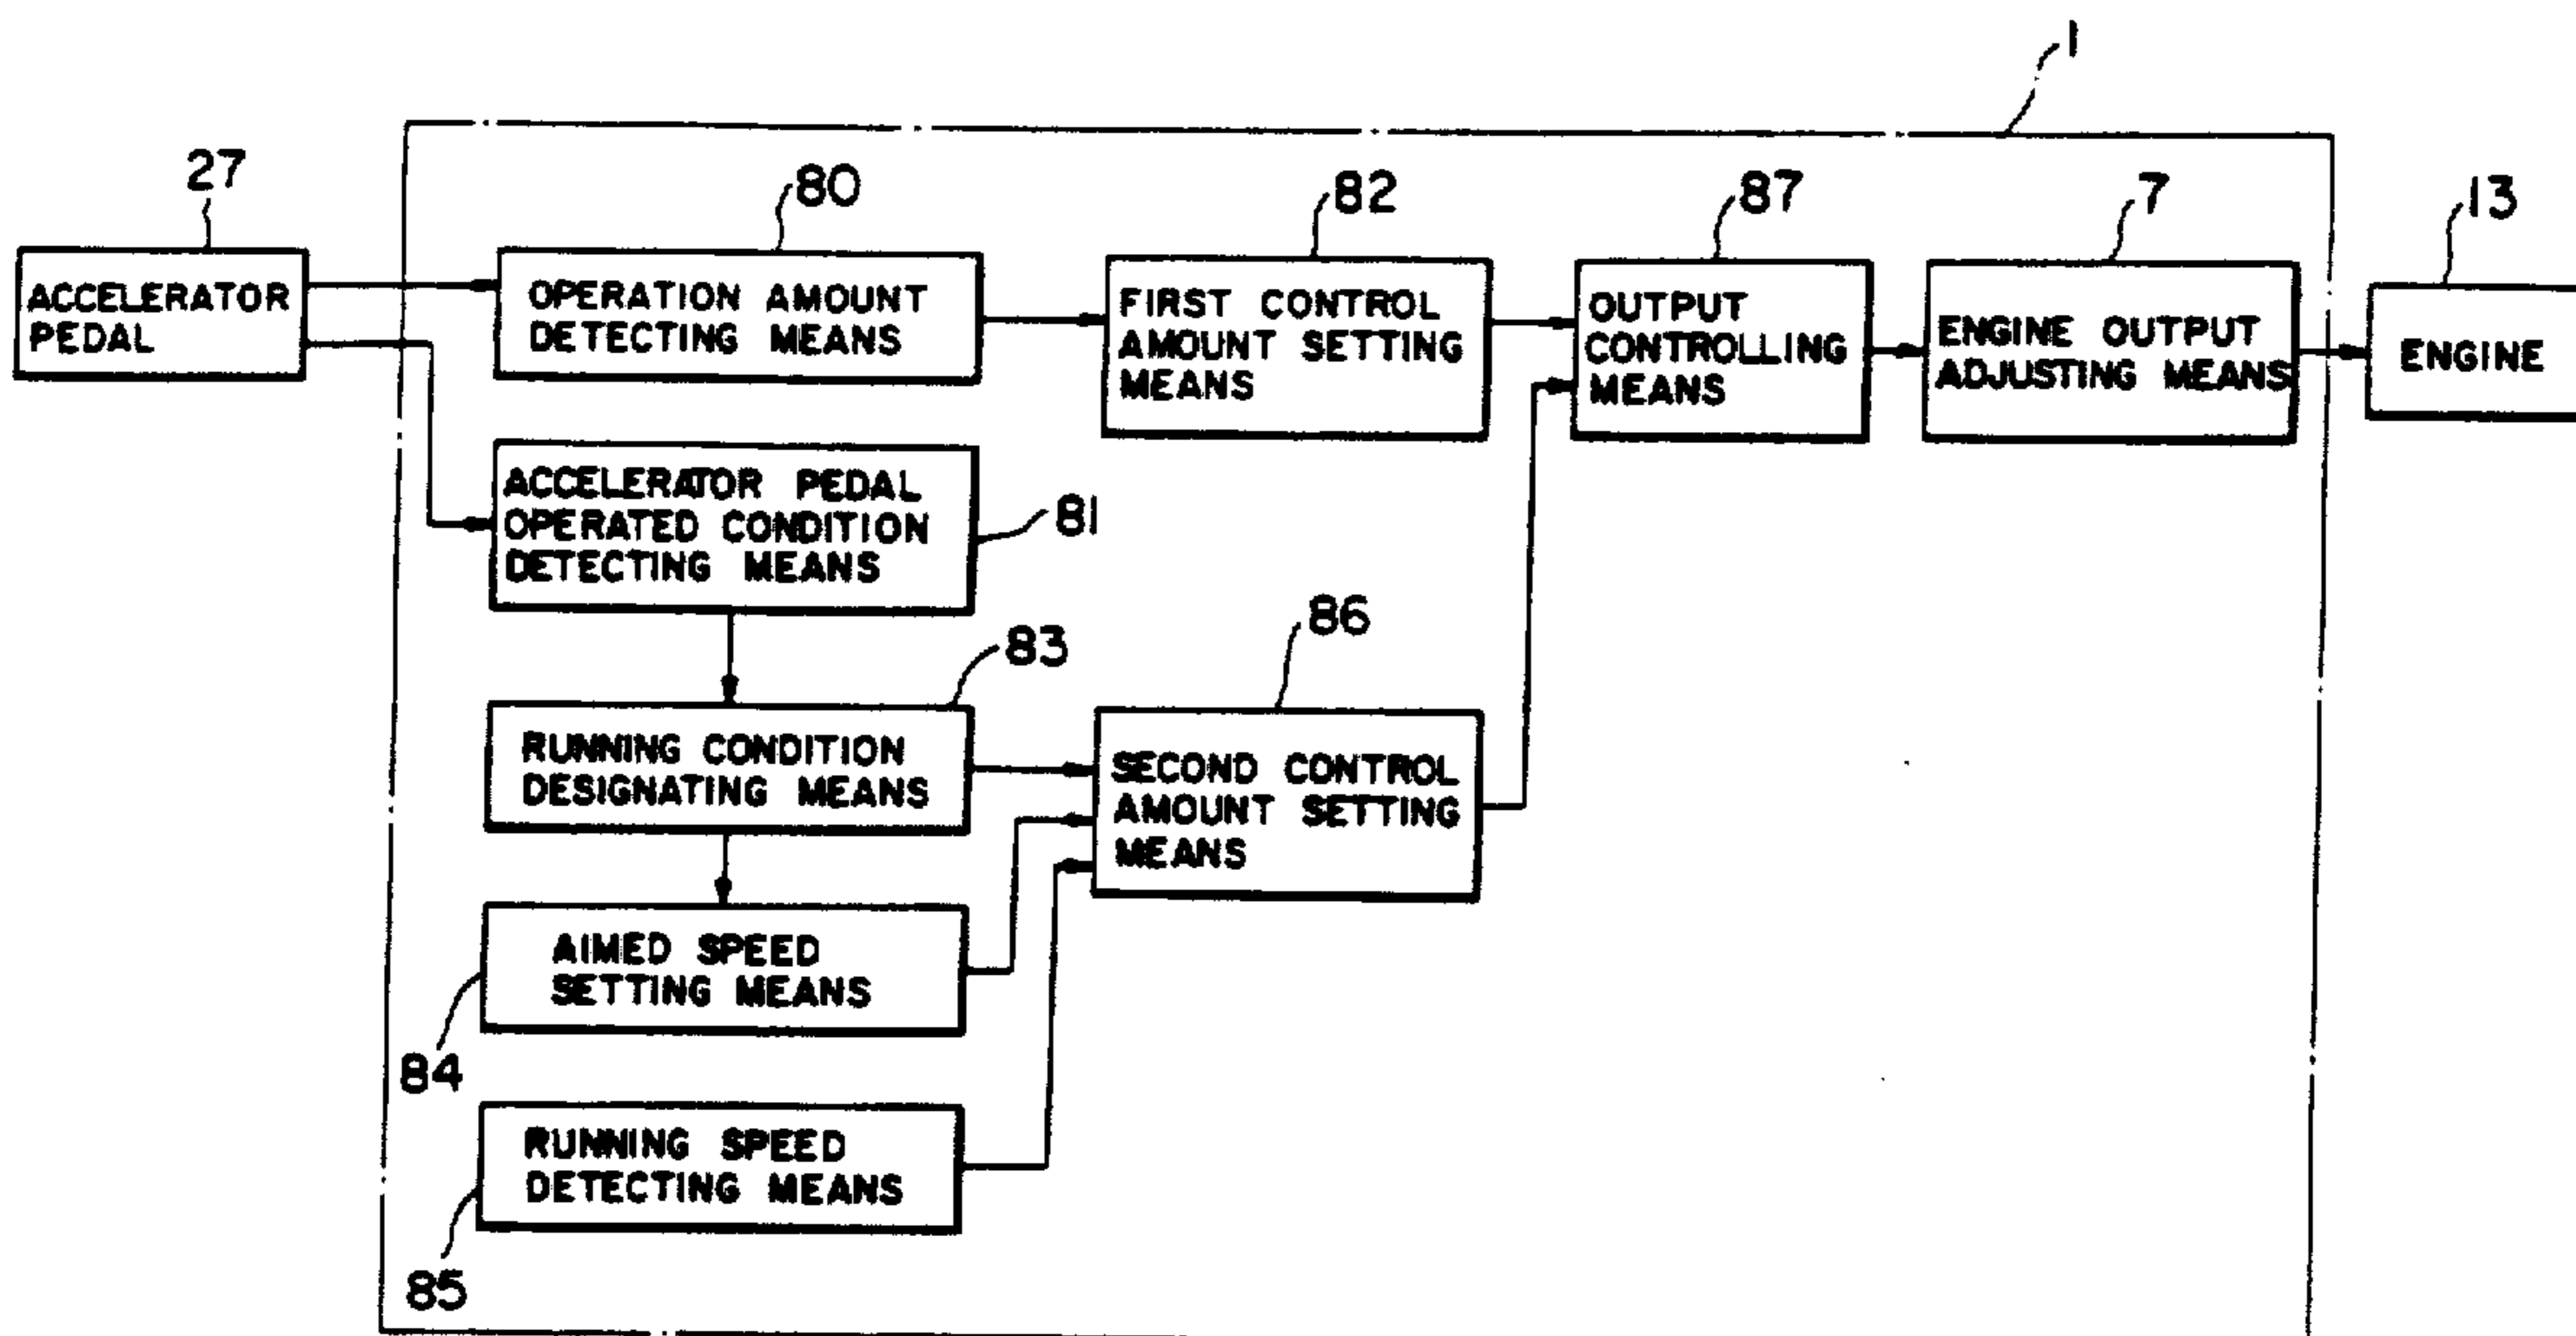 1
27
80
82
87
7
13
ACCELERATOR
PEDAL
OPERATION AMOUNT
DETECTING MEANS
FIRST CONTROL
AMOUNT SETTING
MEANS
OUTPUT
CONTROLLING
MEANS
ENGINE OUTPUT
ADJUSTING MEANS
ENGINE
ACCELERATOR PEDAL
OPERATED CONDITION
DETECTING MEANS
81
83
86
RUNNING CONDITION
DESIGNATING MEANS
SECOND CONTROL
AMOUNT SETTING
MEANS
AIMED SPEED
SETTING MEANS
84
RUNNING SPEED
DETECTING MEANS
85